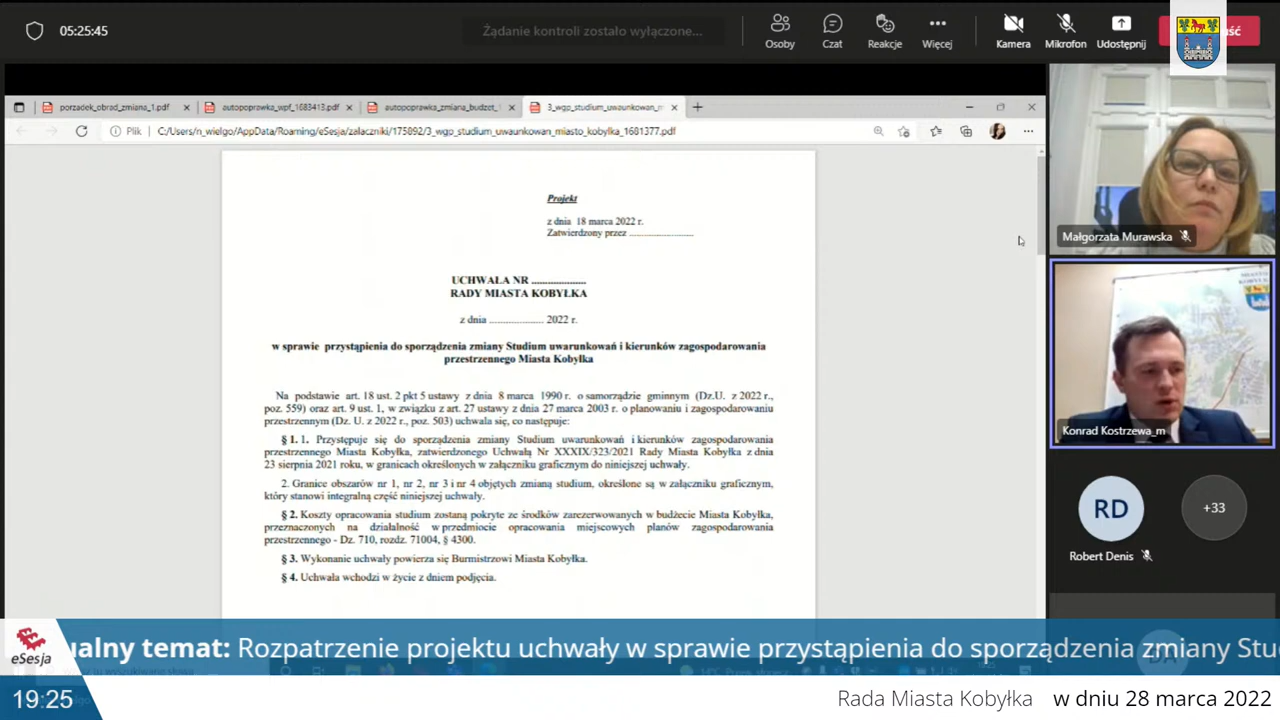 05:25:45
Żądanie kontroli zostało wyłączone...
Osoby
Czat
Reakcje
Więcej
Kamera
Mikrofon
Udostępnij
porzadek_obrad_zmiana_1.pdf
autopoprawka_wpf_1683413.pdf
autopoprawka_zmiana_budzet_
3_wgp_studium_uwaunkowan_m
Plik
C:/Users/n_wielgo/AppData/Roaming/eSesja/zalaczniki/175892/3_wgp_studium_uwaunkowan_miasto_kobylka_1681377.pdf
Projekt
z dnia 18 marca 2022 r.
Zatwierdzony przez ........................
UCHWAŁA NR ....................
RADY MIASTA KOBYŁKA
z dnia .................... 2022 r.
w sprawie przystąpienia do sporządzenia zmiany Studium uwarunkowań i kierunków zagospodarowania
przestrzennego Miasta Kobyłka
Na podstawie art. 18 ust. 2 pkt 5 ustawy z dnia 8 marca 1990 r. o samorządzie gminnym (Dz.U. z 2022 r.,
poz. 559) oraz art. 9 ust. 1, w związku z art. 27 ustawy z dnia 27 marca 2003 r. o planowaniu i zagospodarowaniu
przestrzennym (Dz. U. z 2022 r., poz. 503) uchwala się, co następuje:
§ 1. 1. Przystępuje się do sporządzenia zmiany Studium uwarunkowań i kierunków zagospodarowania
przestrzennego Miasta Kobyłka, zatwierdzonego Uchwałą Nr XXXIX/323/2021 Rady Miasta Kobyłka z dnia
23 sierpnia 2021 roku, w granicach określonych w załączniku graficznym do niniejszej uchwały.
2. Granice obszarów nr 1, nr 2, nr 3 i nr 4 objętych zmianą studium, określone są w załączniku graficznym,
który stanowi integralną część niniejszej uchwały.
§ 2. Koszty opracowania studium zostaną pokryte ze środków zarezerwowanych w budżecie Miasta Kobyłka,
przeznaczonych na działalność w przedmiocie opracowania miejscowych planów zagospodarowania
przestrzennego - Dz. 710, rozdz. 71004, § 4300.
§ 3. Wykonanie uchwały powierza się Burmistrzowi Miasta Kobyłka.
§ 4. Uchwała wchodzi w życie z dniem podjęcia.
Małgorzata Murawska
Konrad Kostrzewa_m
RD
+33
Robert Denis
eSesja
ualny temat: Rozpatrzenie projektu uchwały w sprawie przystąpienia do sporządzenia zmiany Stu
19:25
Rada Miasta Kobyłka w dniu 28 marca 2022